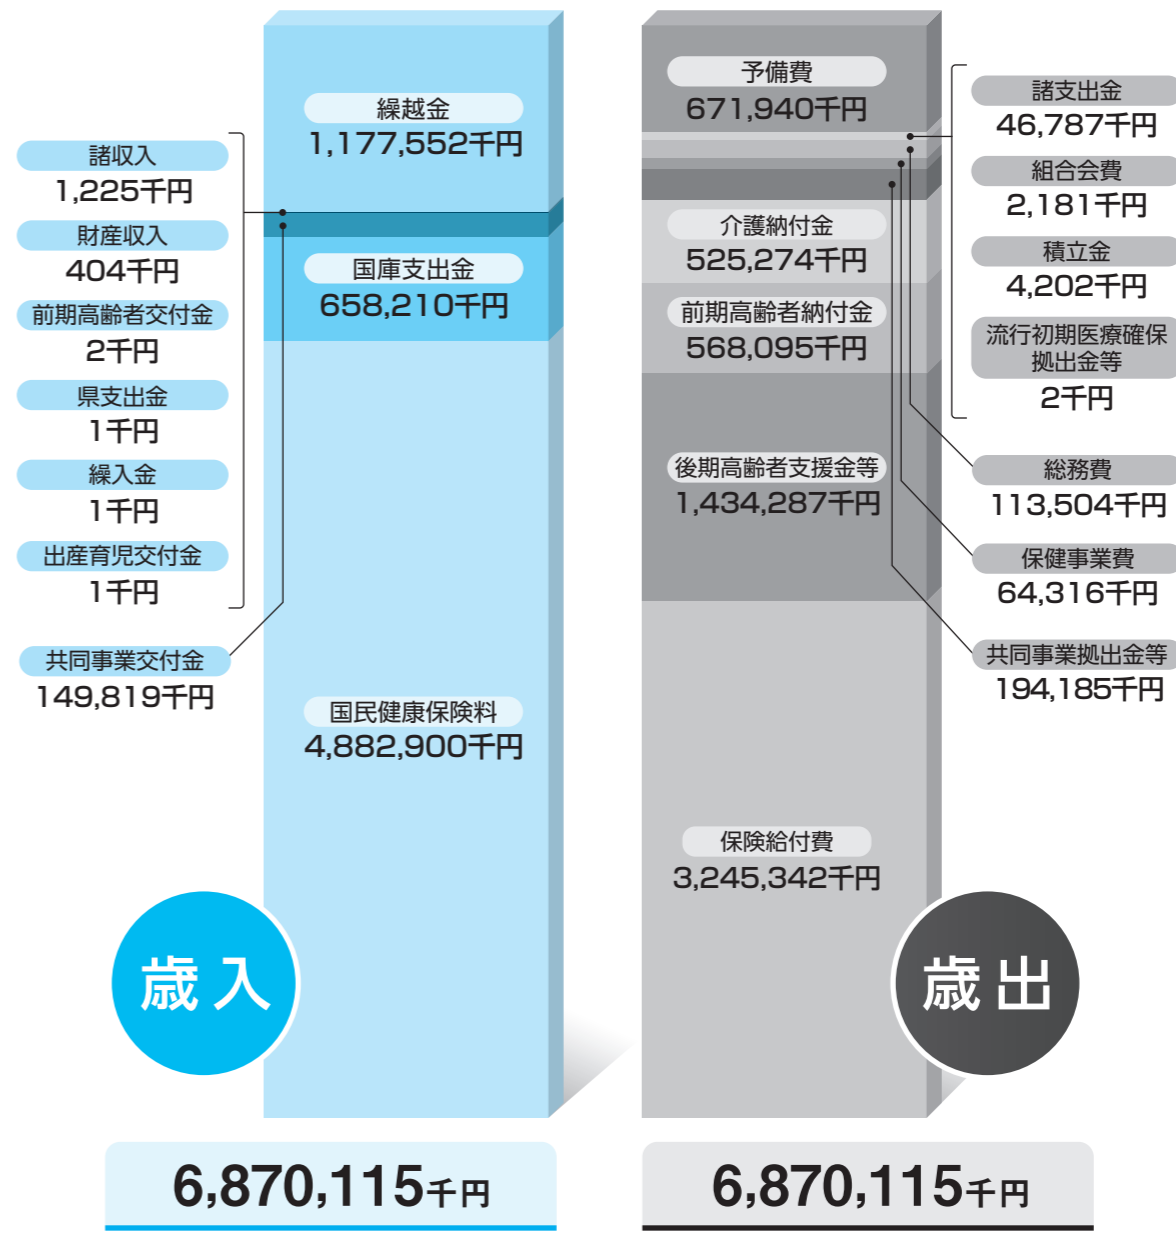 繰越金
1,177,552千円
諸収入
1,225千円
財産収入
404千円
前期高齢者交付金
2千円
県支出金
1千円
繰入金
1千円
出産育児交付金
1千円
共同事業交付金
149,819千円
国庫支出金
658,210千円
国民健康保険料
4,882,900千円
歳入
6,870,115千円
予備費
671,940千円
諸支出金
46,787千円
組合会費
2,181千円
積立金
4,202千円
流行初期医療確保
拠出金等
2千円
総務費
113,504千円
保健事業費
64,316千円
共同事業拠出金等
194,185千円
介護納付金
525,274千円
前期高齢者納付金
568,095千円
後期高齢者支援金等
1,434,287千円
保険給付費
3,245,342千円
歳出
6,870,115千円